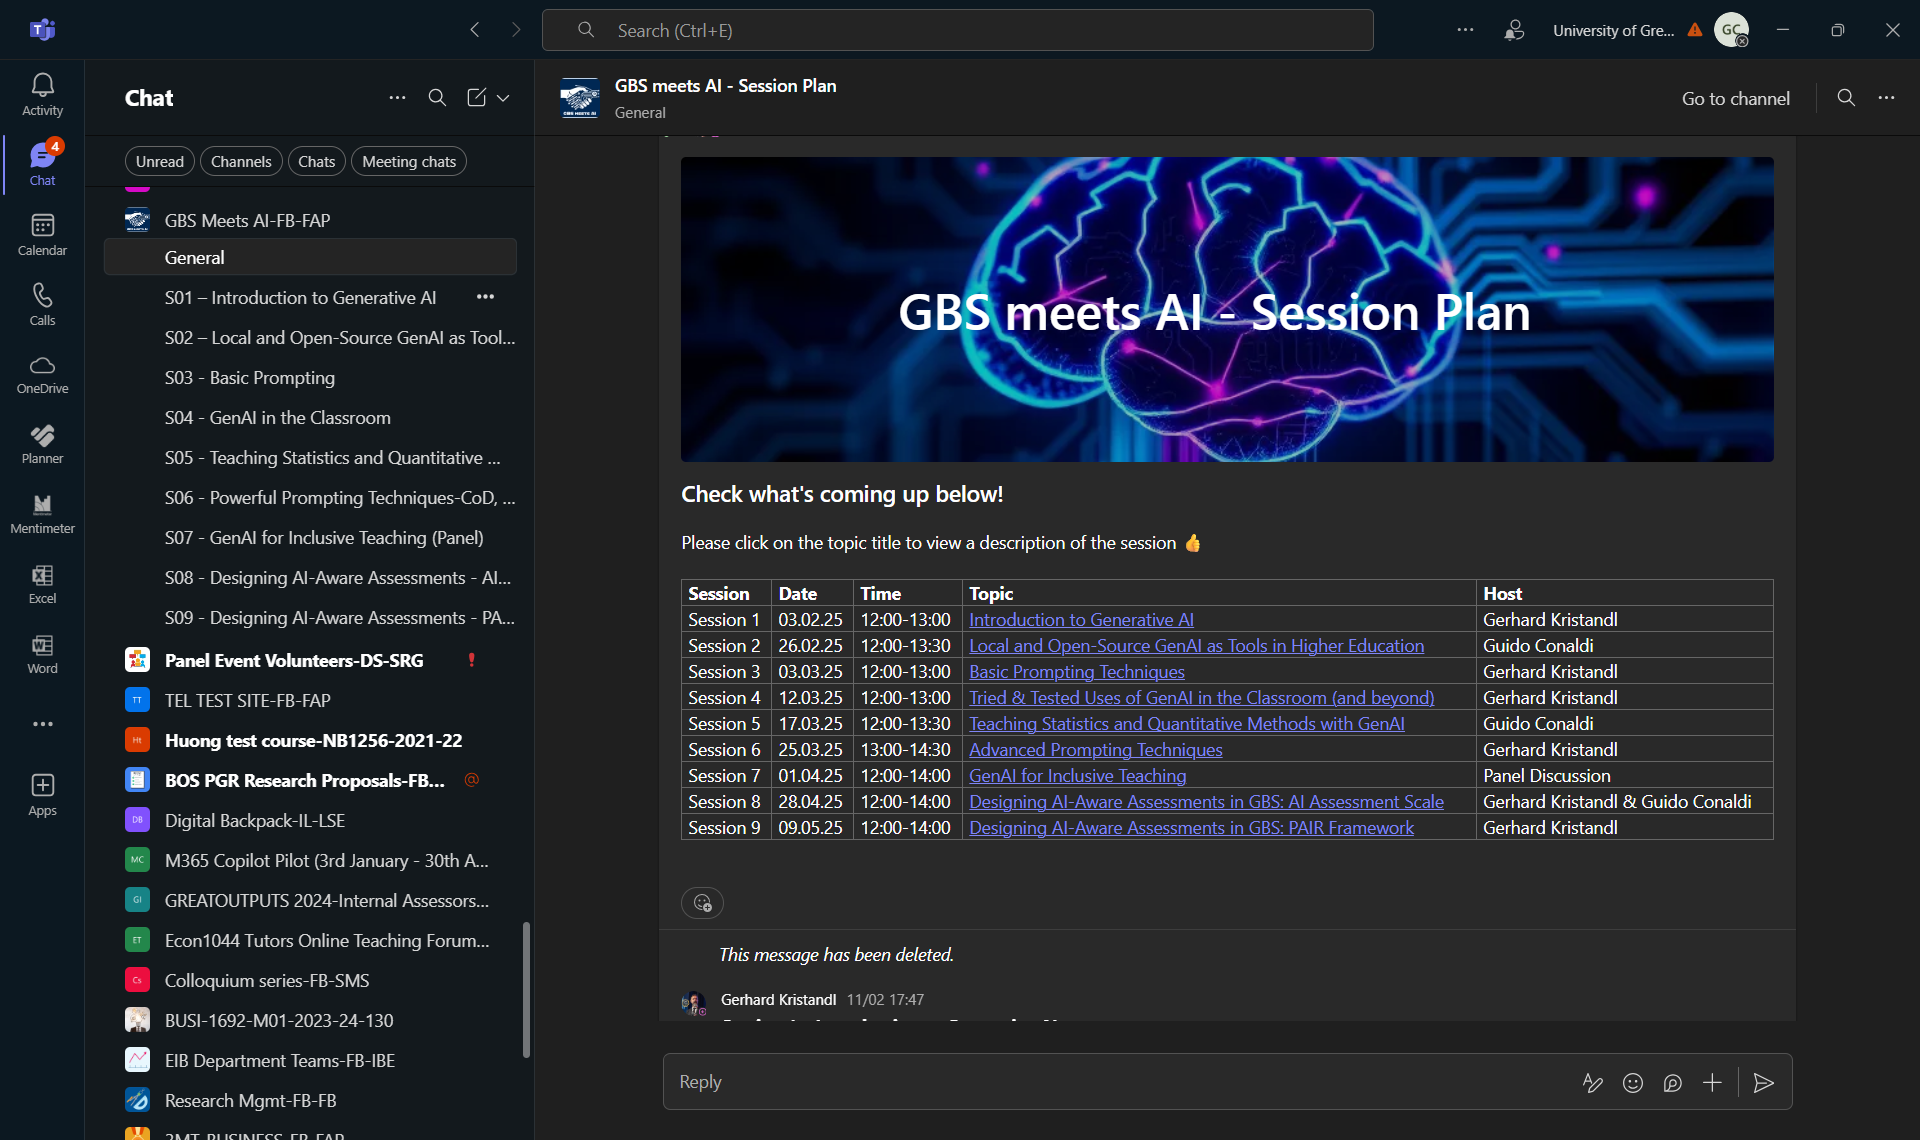 Search (Ctrl+E)
University of Gre...
GC
Activity
4
Chat
Calendar
Calls
OneDrive
Planner
Mentimeter
Excel
Word
Apps
Chat
Unread
Channels
Chats
Meeting chats
GBS Meets AI-FB-FAP
General
S01 – Introduction to Generative AI
S02 – Local and Open-Source GenAI as Tool...
S03 - Basic Prompting
S04 - GenAI in the Classroom
S05 - Teaching Statistics and Quantitative ...
S06 - Powerful Prompting Techniques-CoD, ...
S07 - GenAI for Inclusive Teaching (Panel)
S08 - Designing AI-Aware Assessments - AI...
S09 - Designing AI-Aware Assessments - PA...
Panel Event Volunteers-DS-SRG
TT TEL TEST SITE-FB-FAP
Ht Huong test course-NB1256-2021-22
BOS PGR Research Proposals-FB... @
DB Digital Backpack-IL-LSE
MC M365 Copilot Pilot (3rd January - 30th A...
GI GREATOUTPUTS 2024-Internal Assessors...
ET Econ1044 Tutors Online Teaching Forum...
Cs Colloquium series-FB-SMS
BUSI-1692-M01-2023-24-130
EIB Department Teams-FB-IBE
Research Mgmt-FB-FB
GBS meets AI - Session Plan
General
Go to channel
GBS meets AI - Session Plan
Check what's coming up below!
Please click on the topic title to view a description of the session 👍
Session Date Time Topic Host
Session 1 03.02.25 12:00-13:00 Introduction to Generative AI Gerhard Kristandl
Session 2 26.02.25 12:00-13:30 Local and Open-Source GenAI as Tools in Higher Education Guido Conaldi
Session 3 03.03.25 12:00-13:00 Basic Prompting Techniques Gerhard Kristandl
Session 4 12.03.25 12:00-13:00 Tried & Tested Uses of GenAI in the Classroom (and beyond) Gerhard Kristandl
Session 5 17.03.25 12:00-13:30 Teaching Statistics and Quantitative Methods with GenAI Guido Conaldi
Session 6 25.03.25 13:00-14:30 Advanced Prompting Techniques Gerhard Kristandl
Session 7 01.04.25 12:00-14:00 GenAI for Inclusive Teaching Panel Discussion
Session 8 28.04.25 12:00-14:00 Designing AI-Aware Assessments in GBS: AI Assessment Scale Gerhard Kristandl & Guido Conaldi
Session 9 09.05.25 12:00-14:00 Designing AI-Aware Assessments in GBS: PAIR Framework Gerhard Kristandl
This message has been deleted.
Gerhard Kristandl 11/02 17:47
Reply